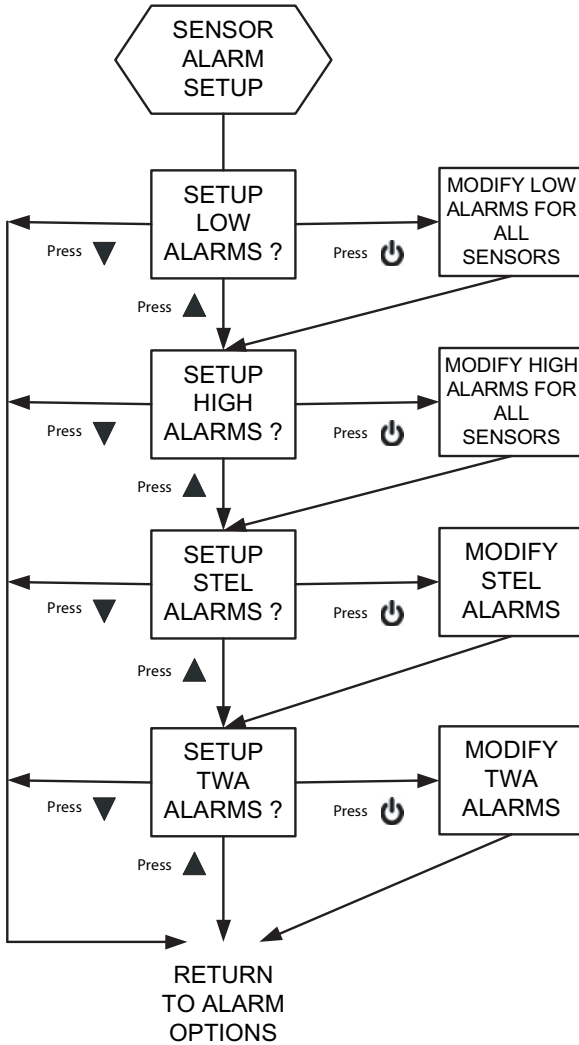 SENSOR
ALARM
SETUP
SETUP
LOW
ALARMS ?
MODIFY LOW
ALARMS FOR
ALL
SENSORS
Press
Press
Press
SETUP
HIGH
ALARMS ?
MODIFY HIGH
ALARMS FOR
ALL
SENSORS
Press
Press
Press
SETUP
STEL
ALARMS ?
MODIFY
STEL
ALARMS
Press
Press
Press
SETUP
TWA
ALARMS ?
MODIFY
TWA
ALARMS
Press
Press
Press
RETURN
TO ALARM
OPTIONS